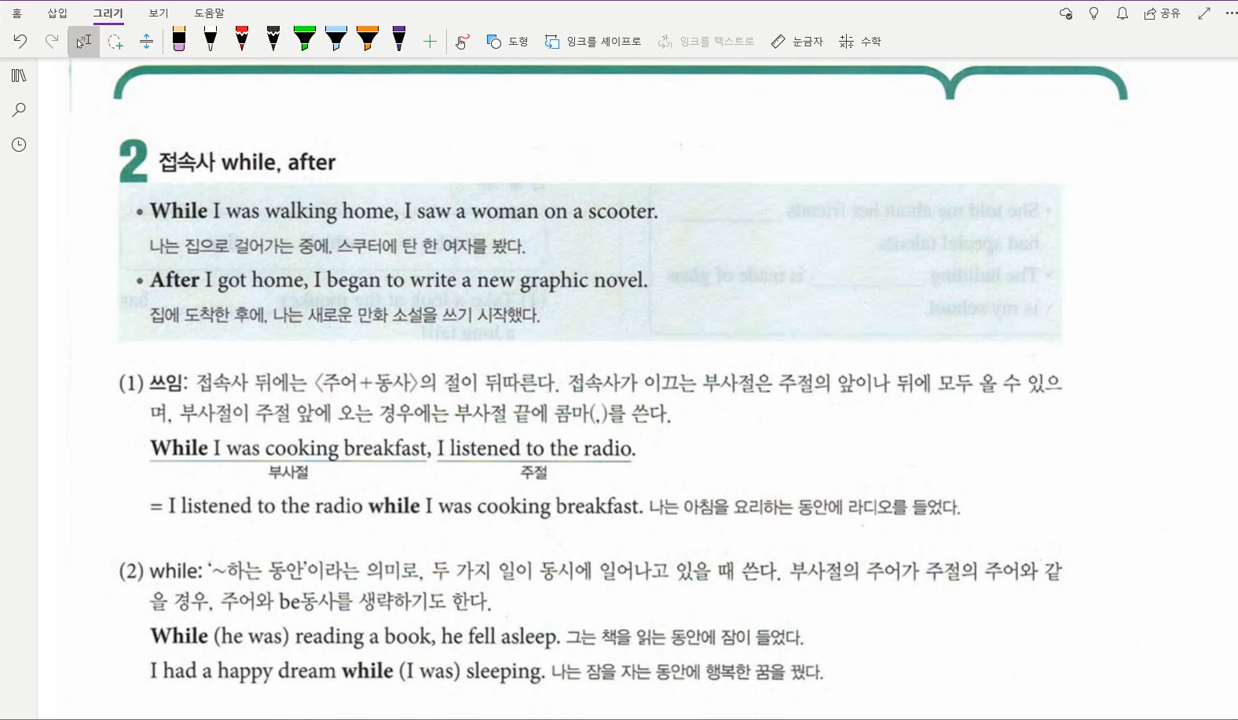 홈 삽입 그리기 보기 도움말 공유
도형 잉크를 셰이프로 잉크를 텍스트로 눈금자 수학
2 접속사 while, after
• While I was walking home, I saw a woman on a scooter.
나는 집으로 걸어가는 중에, 스쿠터에 탄 한 여자를 봤다.
• After I got home, I began to write a new graphic novel.
집에 도착한 후에, 나는 새로운 만화 소설을 쓰기 시작했다.
(1) 쓰임: 접속사 뒤에는 〈주어+동사〉의 절이 뒤따른다. 접속사가 이끄는 부사절은 주절의 앞이나 뒤에 모두 올 수 있으
며, 부사절이 주절 앞에 오는 경우에는 부사절 끝에 콤마(,)를 쓴다.
While I was cooking breakfast, I listened to the radio.
부사절 주절
= I listened to the radio while I was cooking breakfast. 나는 아침을 요리하는 동안에 라디오를 들었다.
(2) while: ‘~하는 동안’이라는 의미로, 두 가지 일이 동시에 일어나고 있을 때 쓴다. 부사절의 주어가 주절의 주어와 같
을 경우, 주어와 be동사를 생략하기도 한다.
While (he was) reading a book, he fell asleep. 그는 책을 읽는 동안에 잠이 들었다.
I had a happy dream while (I was) sleeping. 나는 잠을 자는 동안에 행복한 꿈을 꿨다.